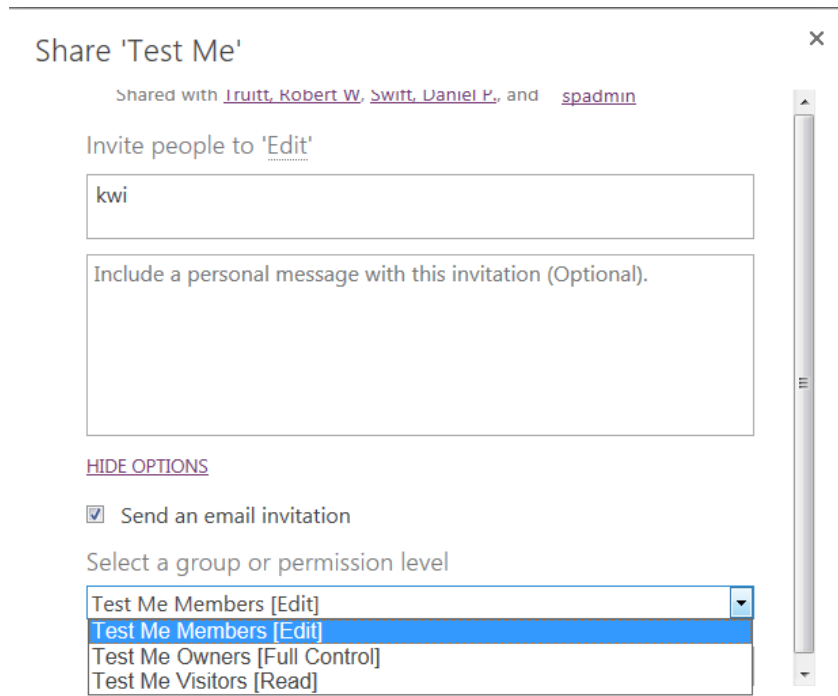 Share 'Test Me'
Shared with Truitt, Robert W, Swift, Daniel P., and spadmin
Invite people to 'Edit'
kwi
Include a personal message with this invitation (Optional).
HIDE OPTIONS
Send an email invitation
Select a group or permission level
Test Me Members [Edit]
Test Me Members [Edit]
Test Me Owners [Full Control]
Test Me Visitors [Read]